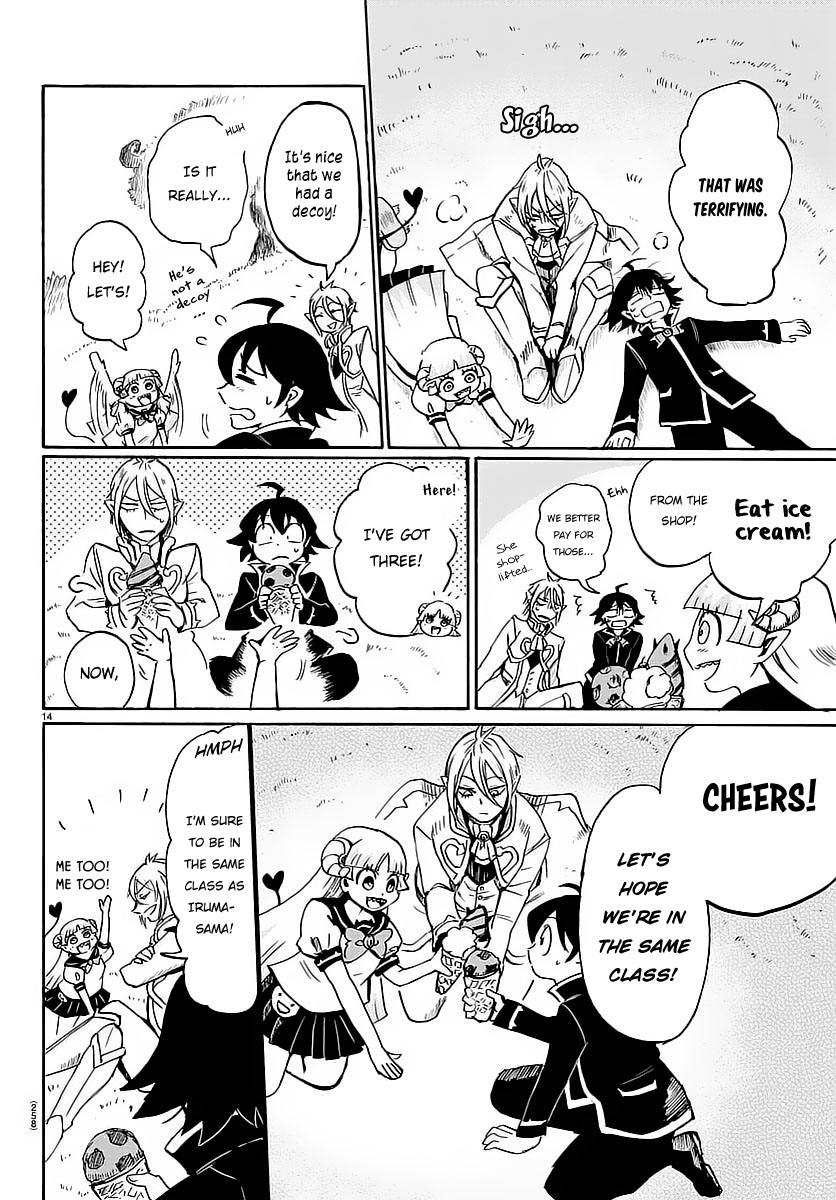 Sigh...
THAT WAS
TERRIFYING.
It's nice
that we
had a
decoy!
HUH
IS IT
REALLY...
He's
not a
decoy
...
HEY!
LET'S!
Eat ice
cream!
FROM THE
SHOP!
Ehh
WE BETTER
PAY FOR
THOSE...
She
shop-
lifted..
Here!
I'VE GOT
THREE!
NOW,
14
CHEERS!
LET'S
HOPE
WE'RE IN
THE SAME
CLASS!
HMPH
I'M SURE
TO BE IN
THE SAME
CLASS AS
IRUMA-
SAMA!
ME TOO!
ME TOO!
(258)